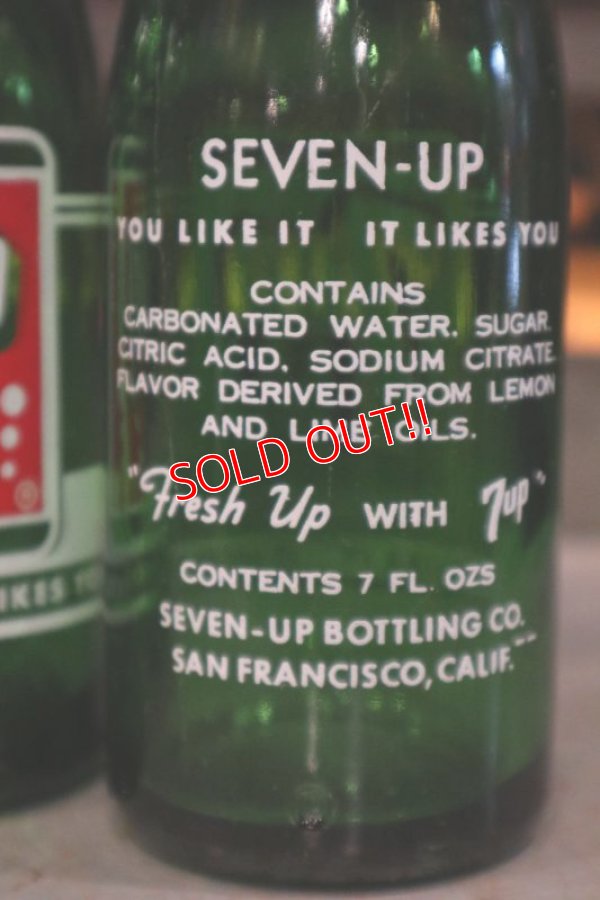 SEVEN-UP
YOU LIKE IT IT LIKES YOU
CONTAINS
CARBONATED WATER. SUGAR.
CITRIC ACID. SODIUM CITRATE.
FLAVOR DERIVED FROM LEMON
AND LIME OILS.
SOLD OUT!!
"Fresh Up WITH 7up"
CONTENTS 7 FL. OZS
SEVEN-UP BOTTLING CO.
SAN FRANCISCO, CALIF.